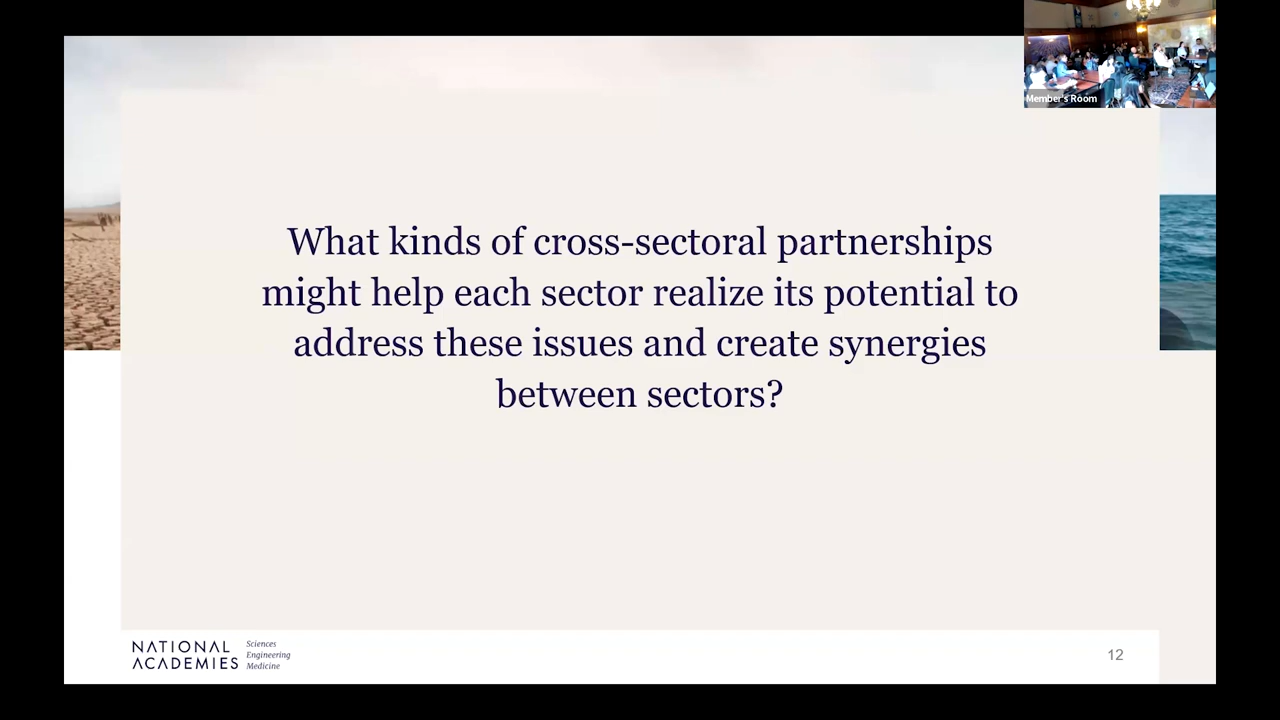 Member's Room
What kinds of cross-sectoral partnerships
might help each sector realize its potential to
address these issues and create synergies
between sectors?
NATIONAL
ACADEMIES
Sciences
Engineering
Medicine
12